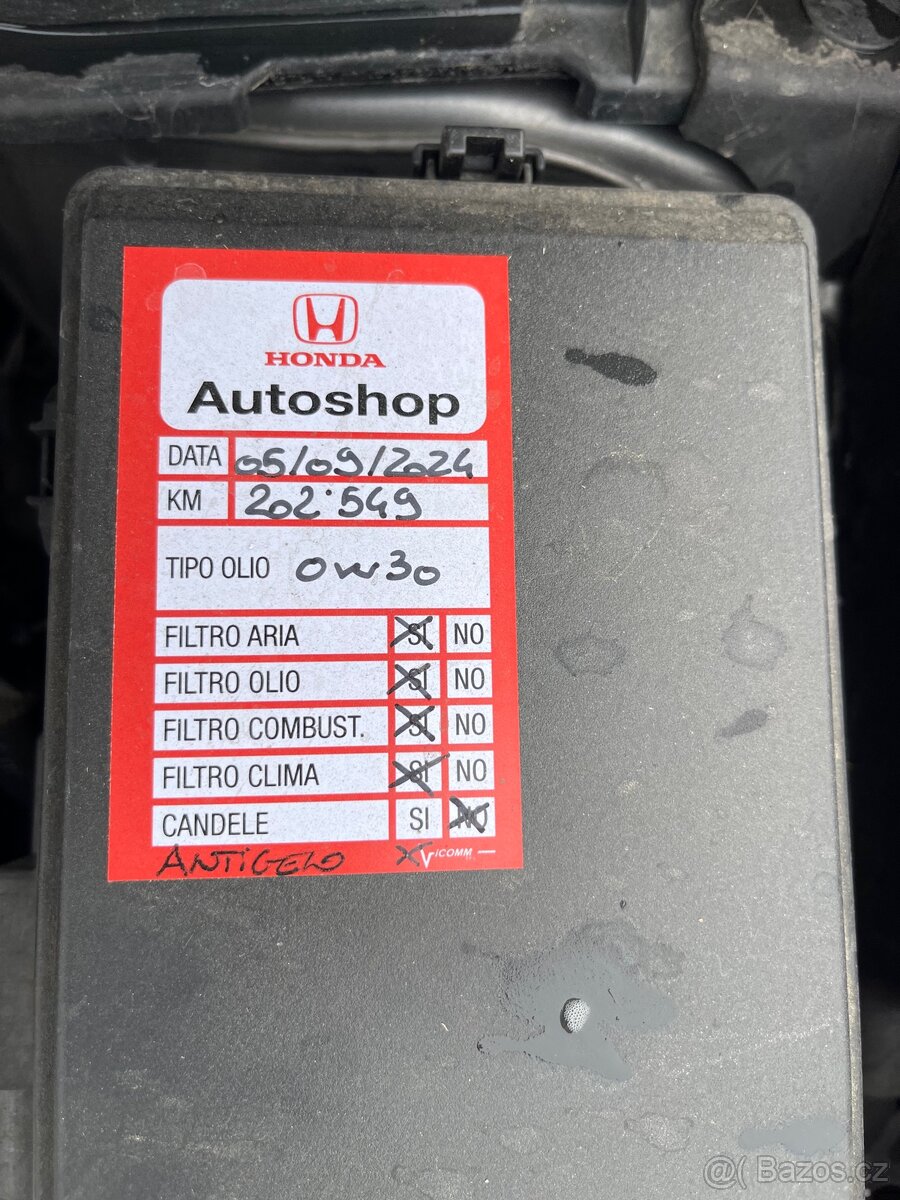 HONDA
Autoshop
DATA 05/09/2024
KM 202'549
TIPO OLIO 0w30
FILTRO ARIA SI NO
FILTRO OLIO SI NO
FILTRO COMBUST. SI NO
FILTRO CLIMA SI NO
CANDELE SI NO
ANTIGELO X VICOMM
@( Bazos.cz